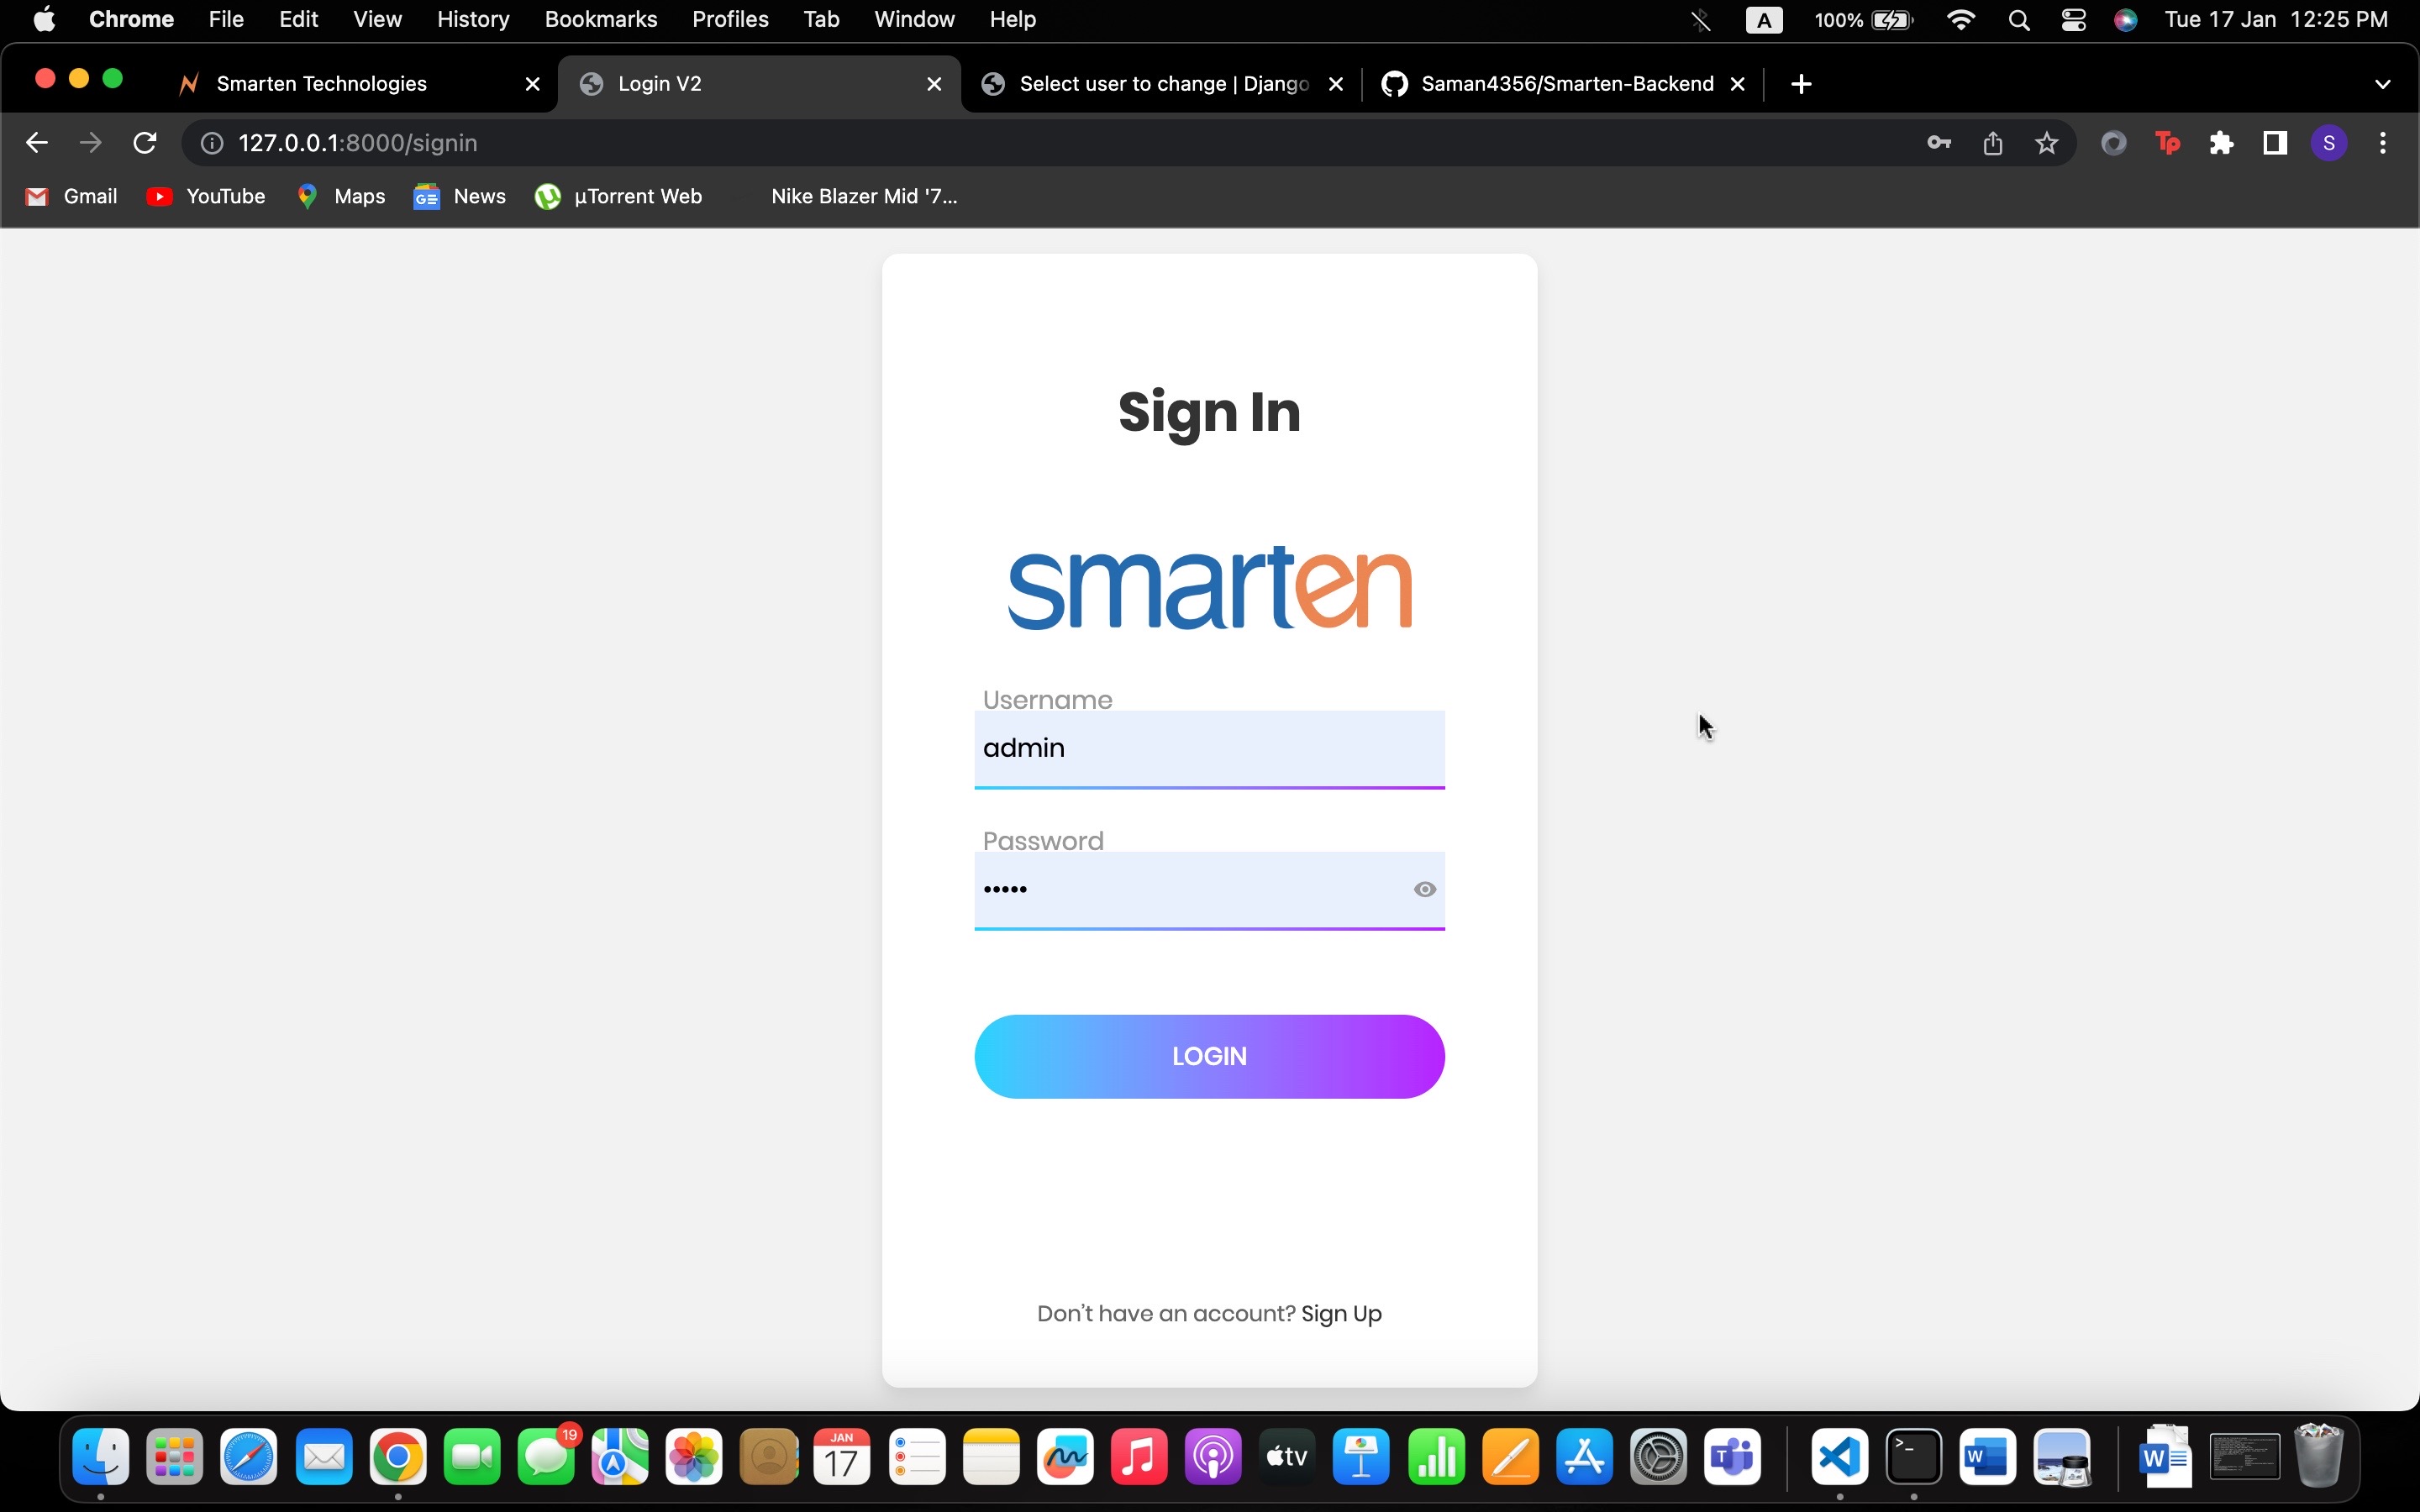 Chrome File Edit View History Bookmarks Profiles Tab Window Help A 100% Tue 17 Jan 12:25 PM
Smarten Technologies Login V2 Select user to change | Django Saman4356/Smarten-Backend
127.0.0.1:8000/signin Tp S
Gmail YouTube Maps GE News µTorrent Web Nike Blazer Mid '7...
Sign In
smarten
Username
admin
Password
•••••
LOGIN
Don't have an account? Sign Up
19
JAN
17
tv
T
>_
W
W